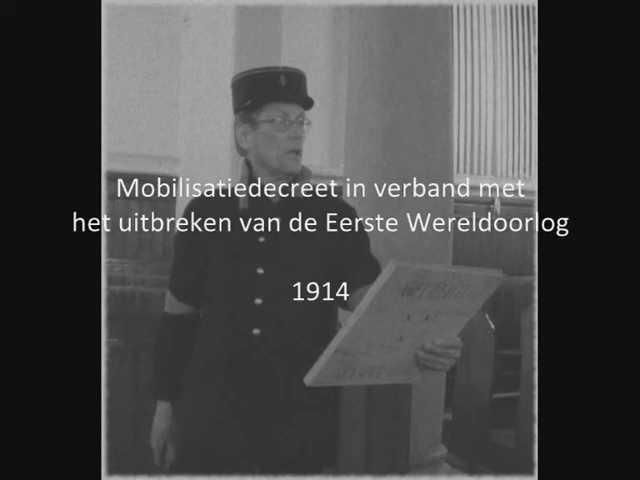 Mobilisatiedecreet in verband met
het uitbreken van de Eerste Wereldoorlog
1914